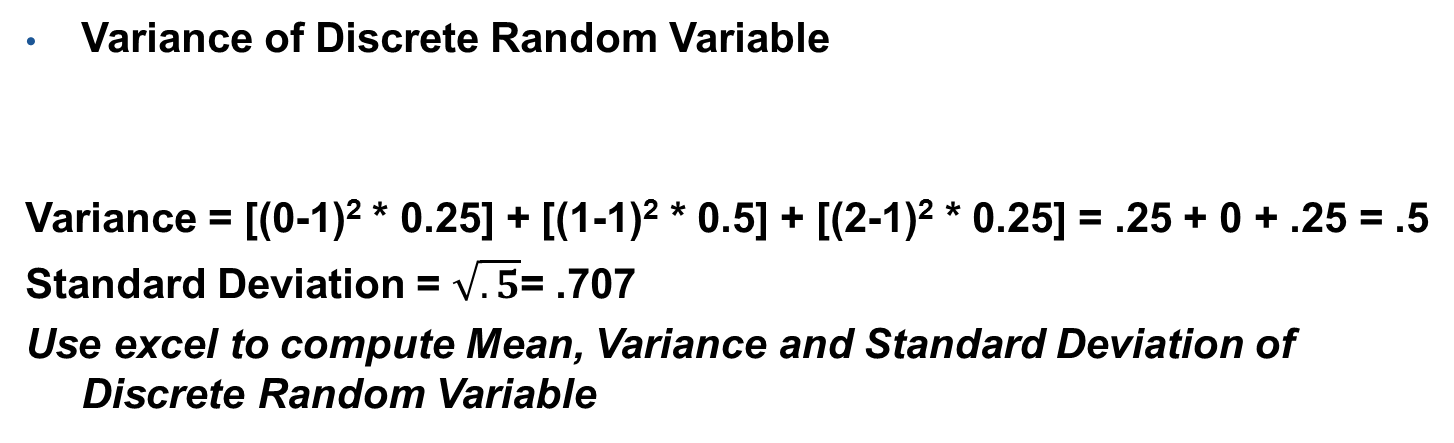 • Variance of Discrete Random Variable
Variance = [(0-1)² * 0.25] + [(1-1)² * 0.5] + [(2-1)² * 0.25] = .25 + 0 + .25 = .5
Standard Deviation = √.5= .707
Use excel to compute Mean, Variance and Standard Deviation of
Discrete Random Variable